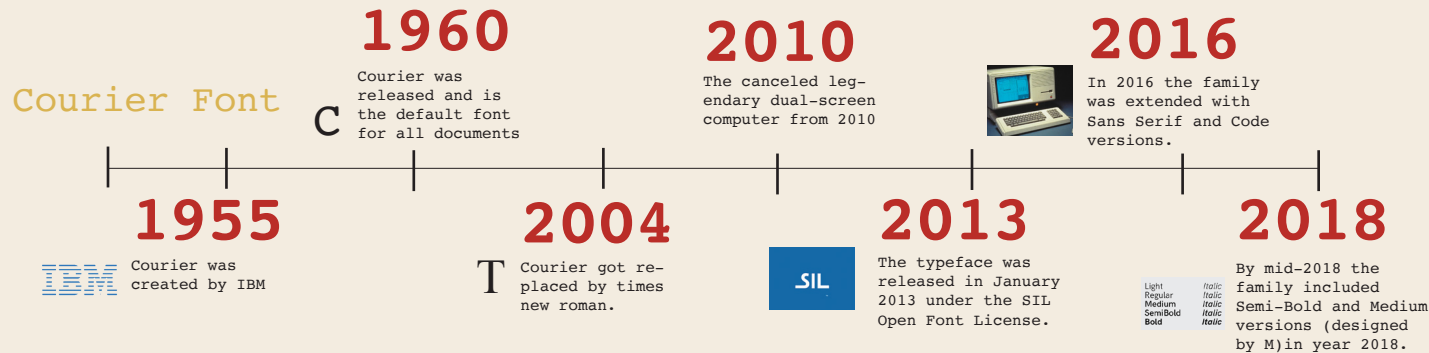 Courier Font
1960
C
Courier was
released and is
the default font
for all documents
2010
The canceled leg-
endary dual-screen
computer from 2010
2016
In 2016 the family
was extended with
Sans Serif and Code
versions.
1955
IBM
Courier was
created by IBM
2004
T
Courier got re-
placed by times
new roman.
2013
SIL
The typeface was
released in January
2013 under the SIL
Open Font License.
2018
Light Italic
Regular Italic
Medium Italic
SemiBold Italic
Bold Italic
By mid-2018 the
family included
Semi-Bold and Medium
versions (designed
by M)in year 2018.